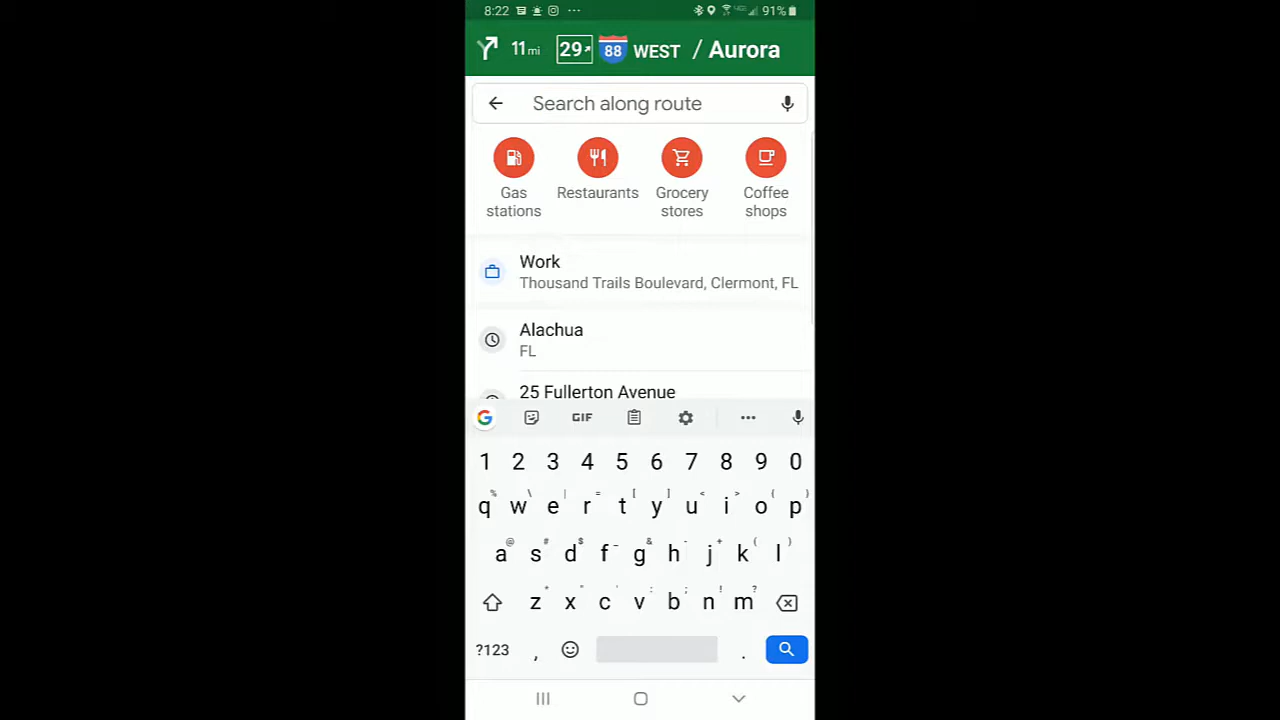 8:22 91%
11 mi 29 88 WEST / Aurora
Search along route
Gas stations
Restaurants
Grocery stores
Coffee shops
Work
Thousand Trails Boulevard, Clermont, FL
Alachua
FL
25 Fullerton Avenue
G GIF
1 2 3 4 5 6 7 8 9 0
% \ | = [ ] < > { }
q w e r t y u i o p
@ # $ _ & - + ( )
a s d f g h j k l
* " ' : ; ! ?
z x c v b n m
?123 , .